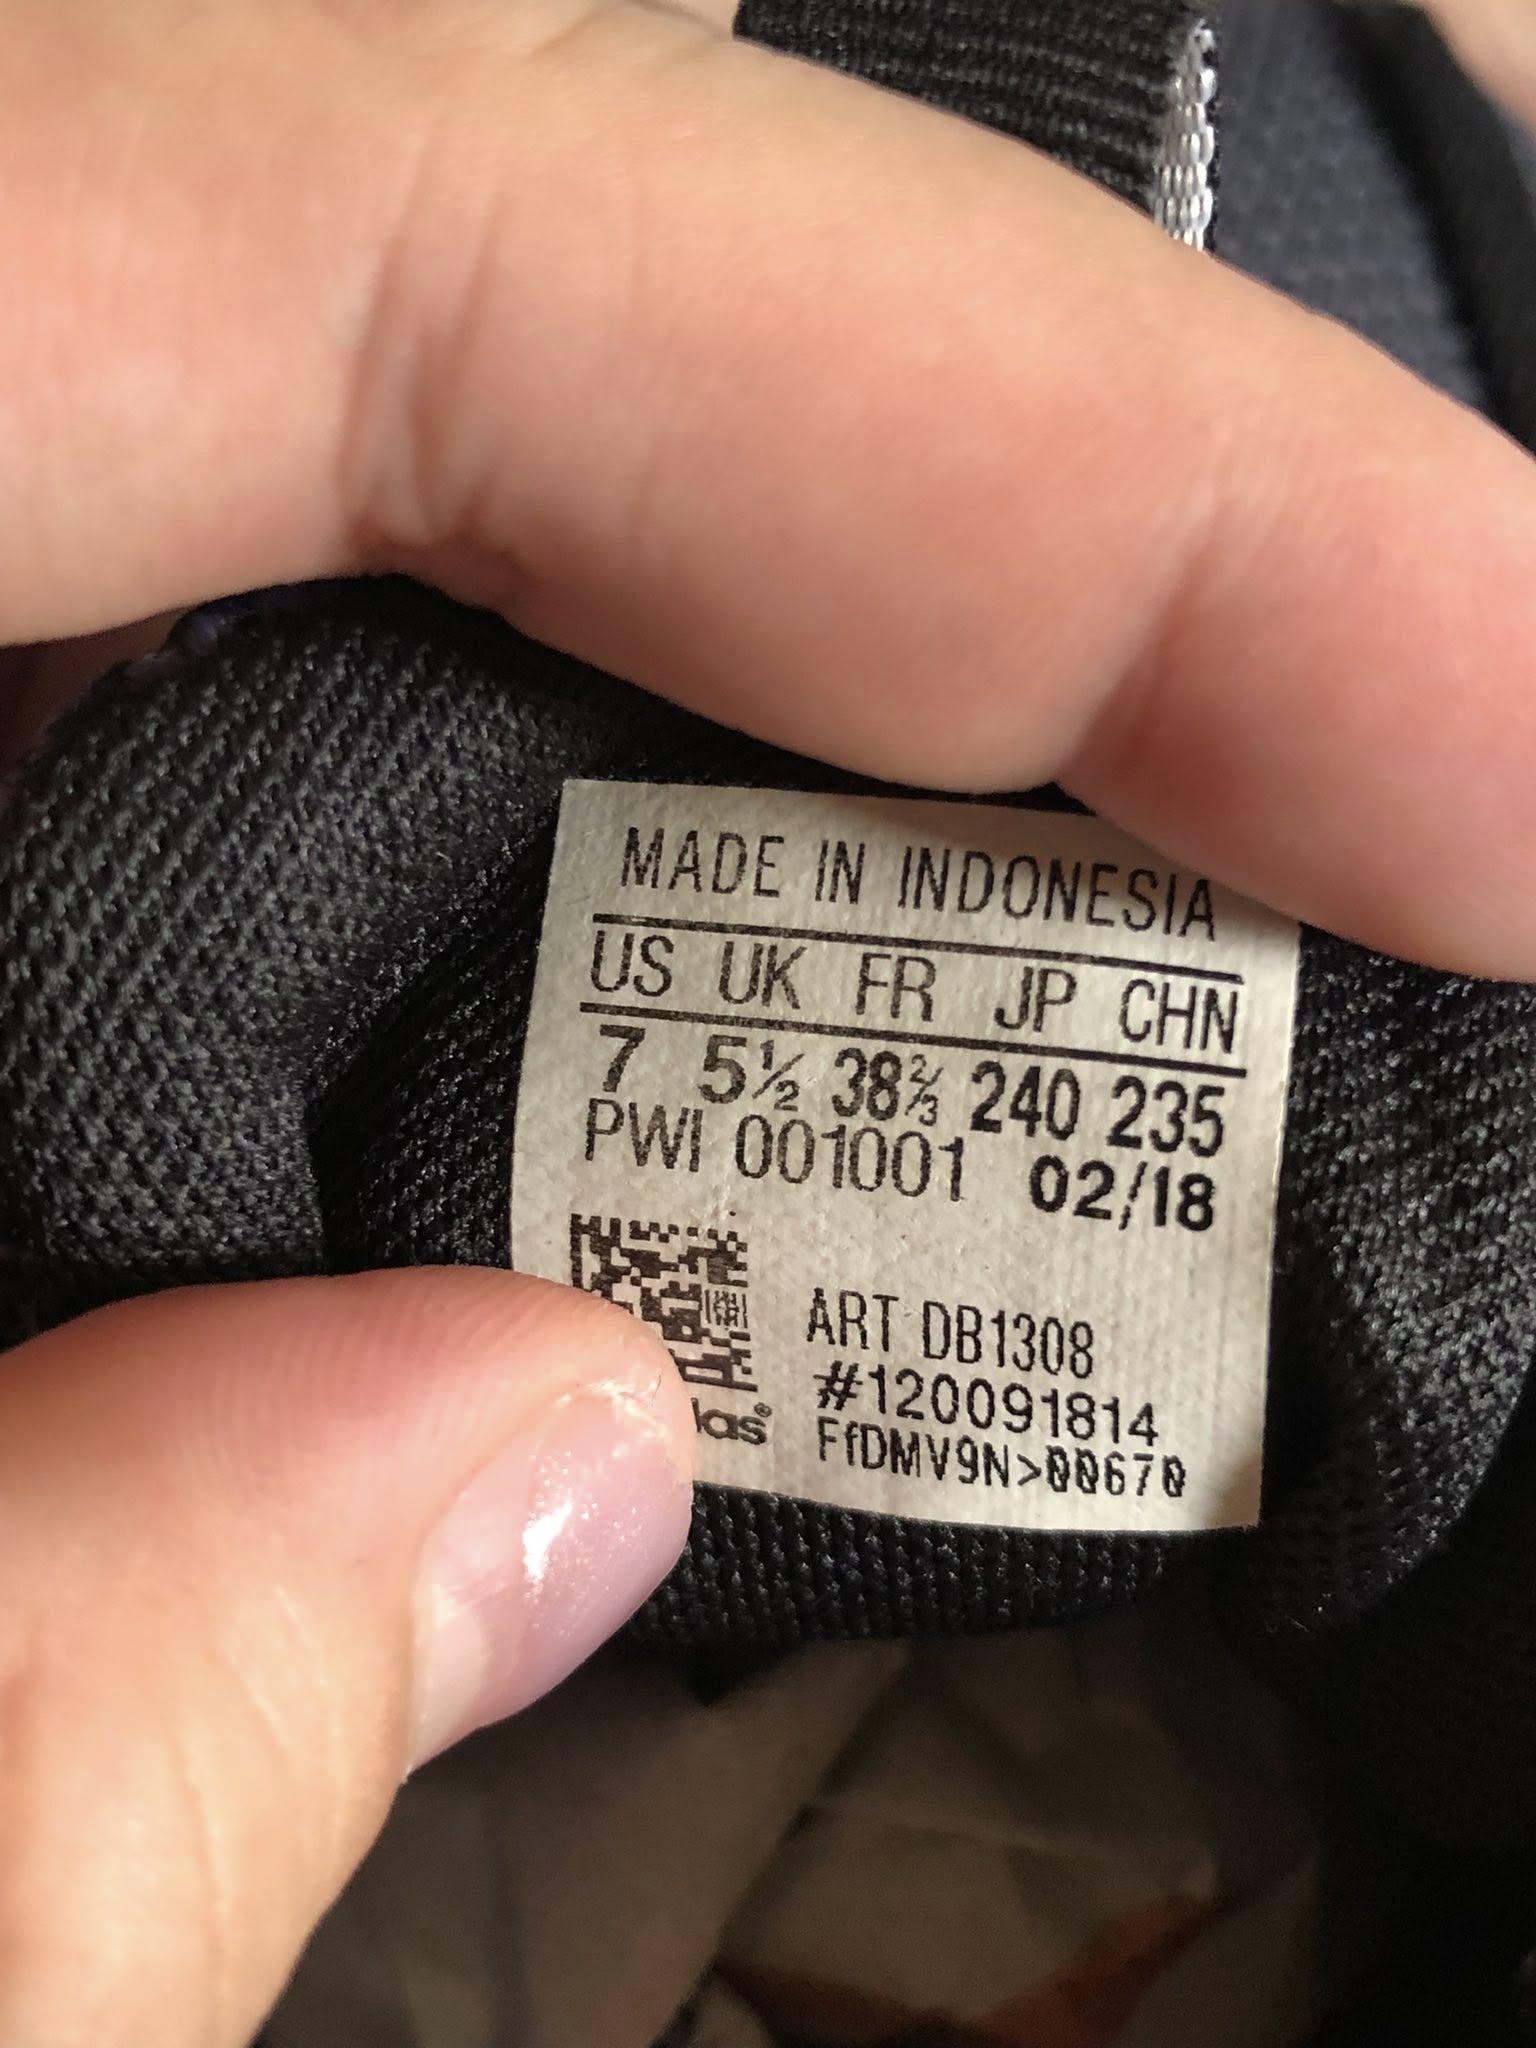 MADE IN INDONESIA
US UK FR JP CHN
7 5½ 38⅔ 240 235
PWI 001001 02/18
ART DB1308
#120091814
FfDMV9N>00670